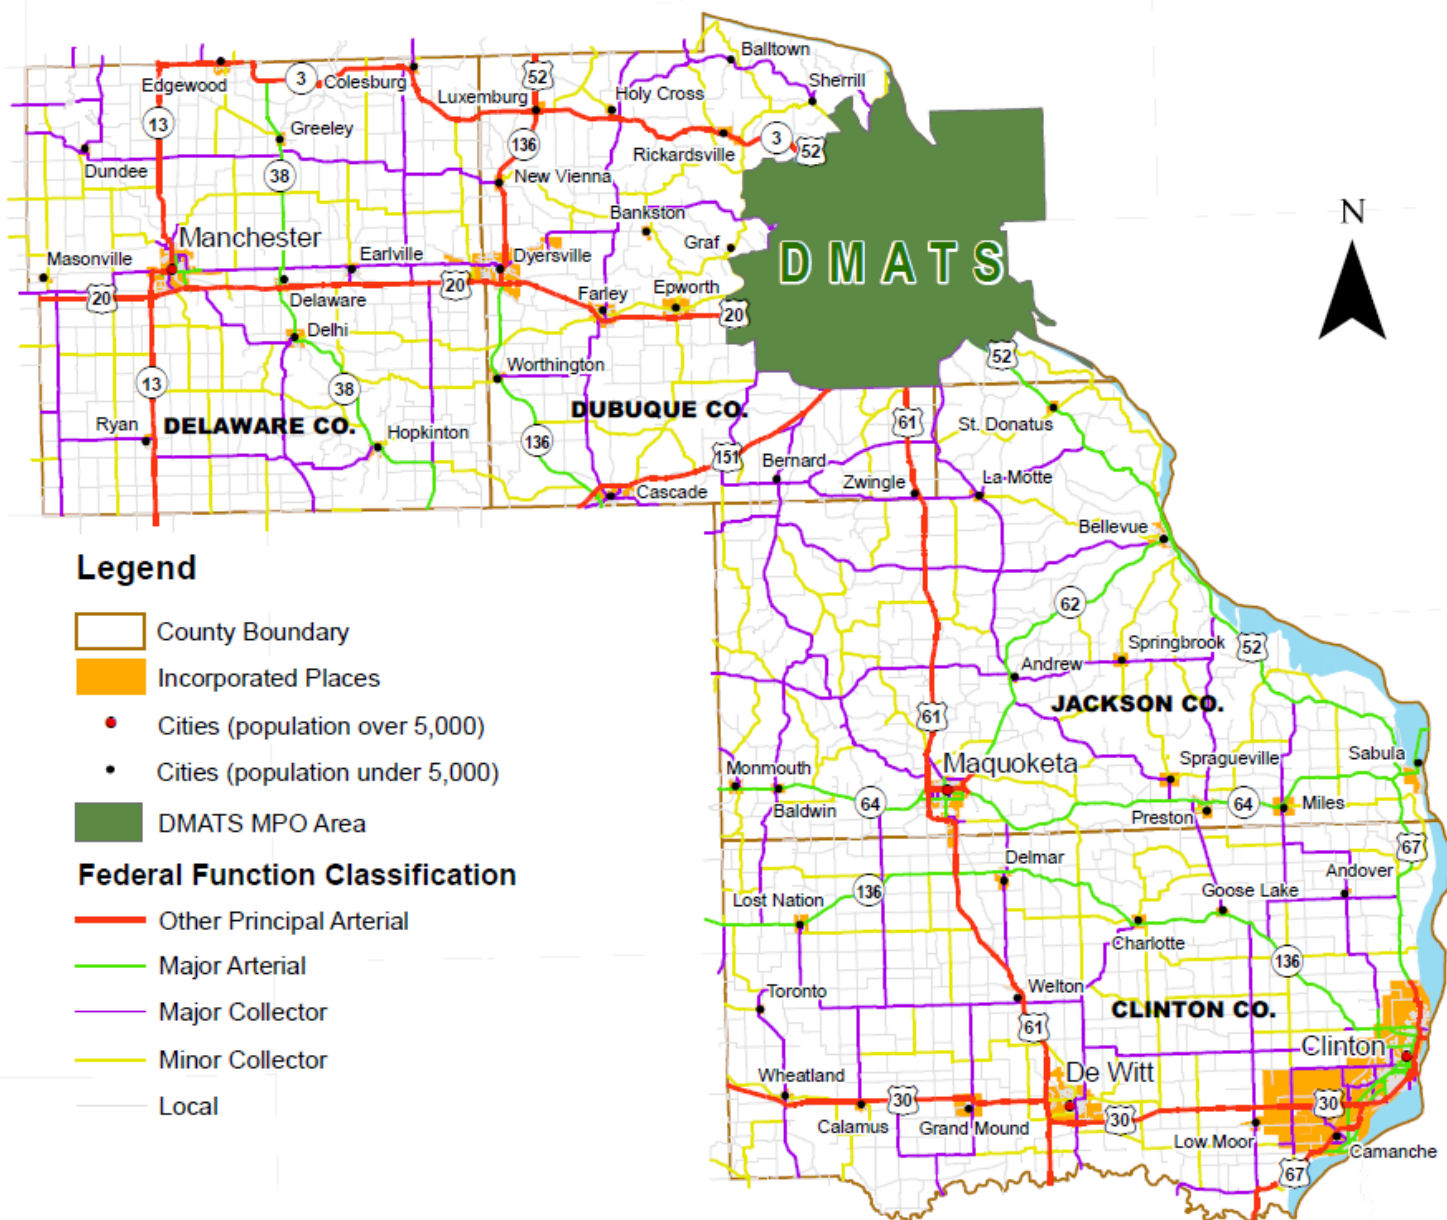 Balltown
Sherrill
Edgewood
3
Colesburg
52
Luxemburg
Holy Cross
13
Greeley
136
Rickardsville
3
52
Dundee
38
New Vienna
Bankston
Graf
Manchester
Masonville
Earlville
Dyersville
DMATS
N
20
Delaware
20
Farley
Epworth
20
Delhi
52
Worthington
13
38
DUBUQUE CO.
61
St. Donatus
Ryan
DELAWARE CO.
Hopkinton
136
151
Bernard
Zwingle
La Motte
Cascade
Bellevue
Legend
County Boundary
Incorporated Places
Cities (population over 5,000)
Cities (population under 5,000)
DMATS MPO Area
Federal Function Classification
Other Principal Arterial
Major Arterial
Major Collector
Minor Collector
Local
62
Springbrook
52
Andrew
JACKSON CO.
61
Monmouth
Maquoketa
Spragueville
Sabula
Baldwin
64
Preston
64
Miles
67
Delmar
Andover
Lost Nation
136
Goose Lake
Charlotte
136
Toronto
Welton
CLINTON CO.
61
Clinton
Wheatland
De Witt
30
30
30
Calamus
Grand Mound
Low Moor
Camanche
67